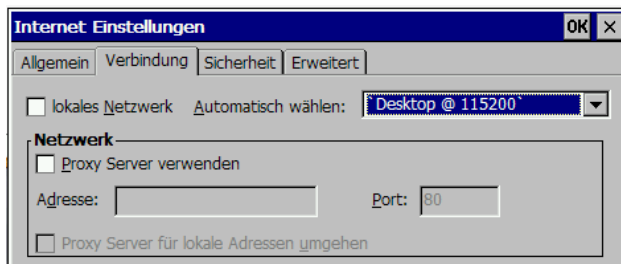 Internet Einstellungen OK ×
Allgemein Verbindung Sicherheit Erweitert
lokales Netzwerk Automatisch wählen: `Desktop @ 115200`
Netzwerk
Proxy Server verwenden
Adresse: Port: 80
Proxy Server für lokale Adressen umgehen